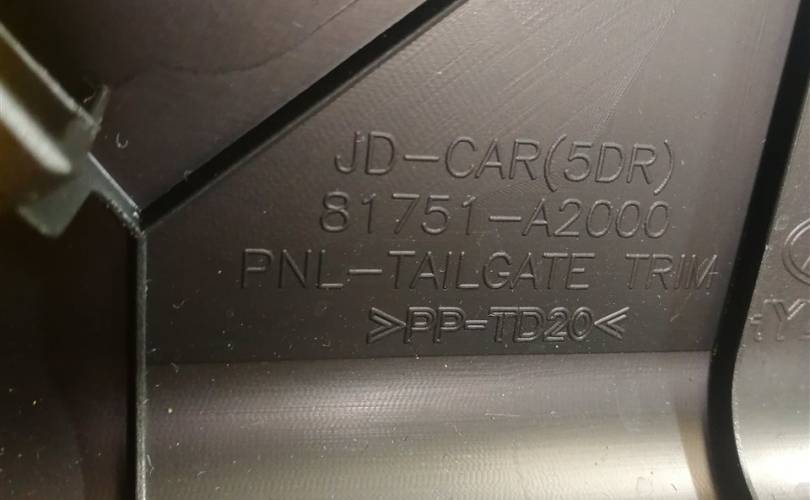 JD-CAR(5DR)
81751-A2000
PNL-TAILGATE TRIM
>PP-TD20<